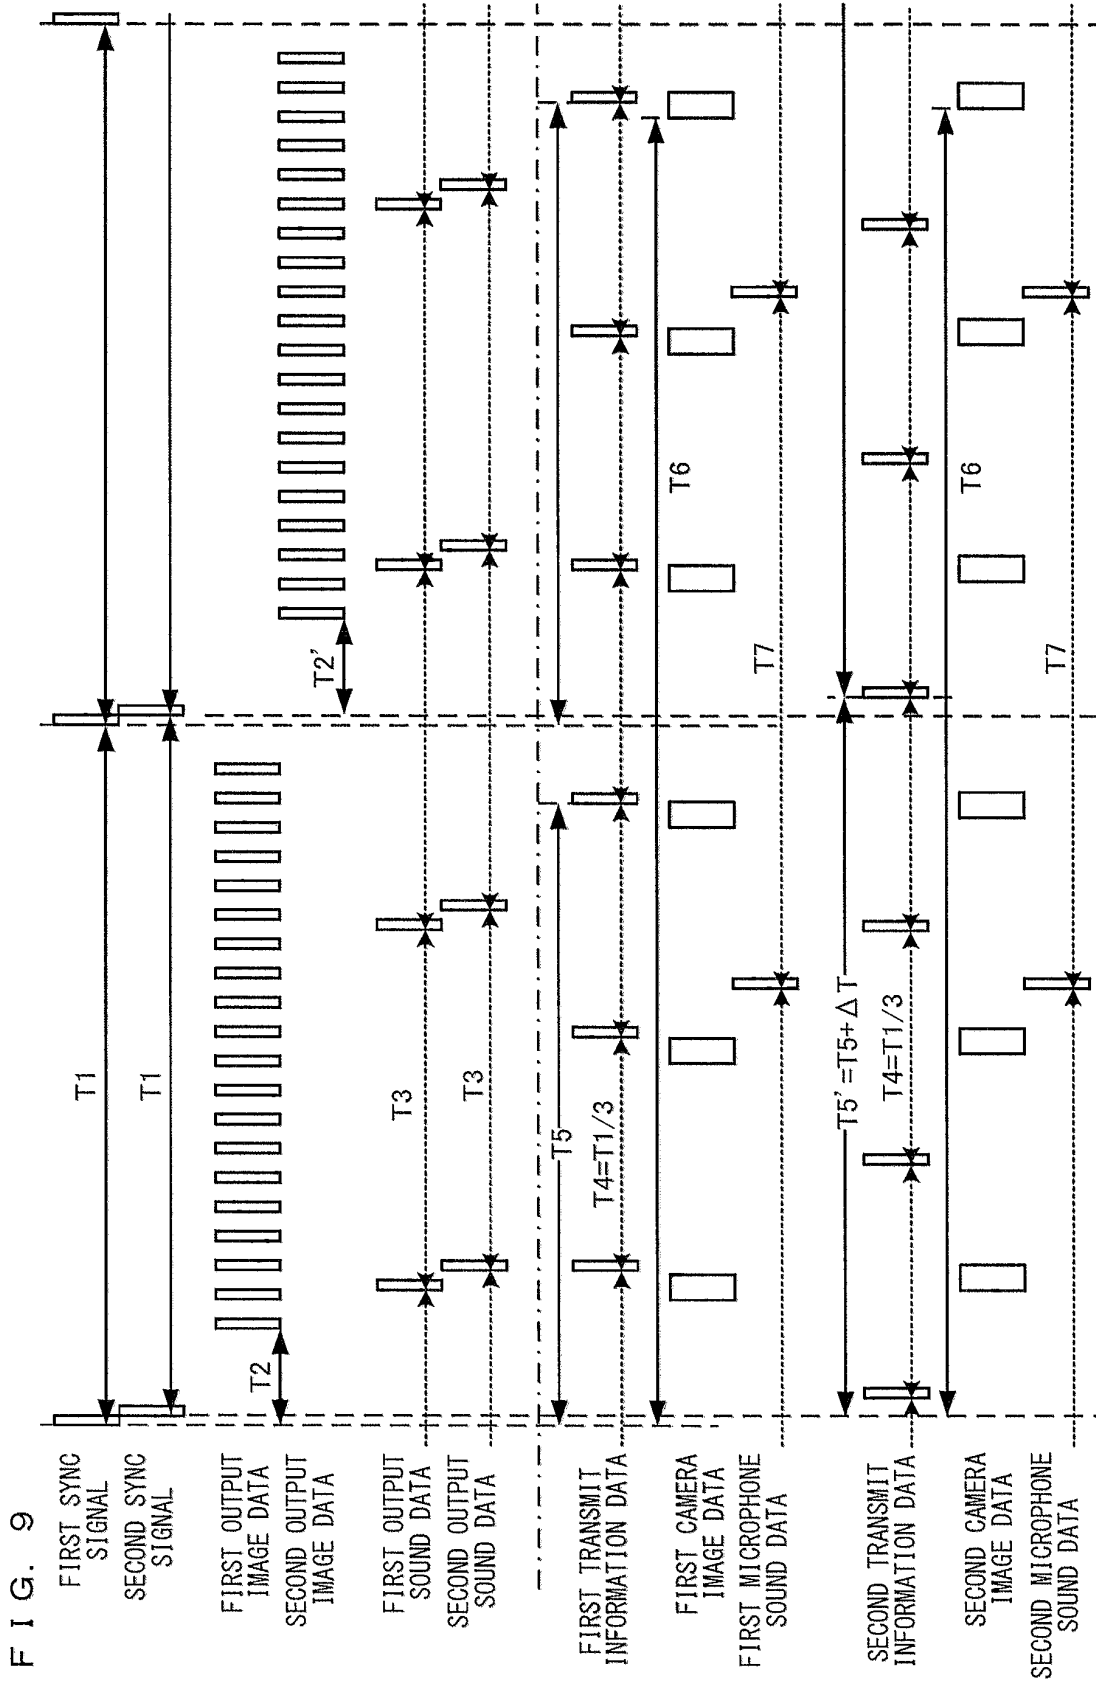 FIG. 9
FIRST SYNC
SIGNAL
SECOND SYNC
SIGNAL
FIRST OUTPUT
IMAGE DATA
SECOND OUTPUT
IMAGE DATA
FIRST OUTPUT
SOUND DATA
SECOND OUTPUT
SOUND DATA
FIRST TRANSMIT
INFORMATION DATA
FIRST CAMERA
IMAGE DATA
FIRST MICROPHONE
SOUND DATA
SECOND TRANSMIT
INFORMATION DATA
SECOND CAMERA
IMAGE DATA
SECOND MICROPHONE
SOUND DATA
T1
T1
T2
T2'
T3
T3
T5
T4=T1/3
T6
T7
T5'=T5+ΔT
T4=T1/3
T6
T7